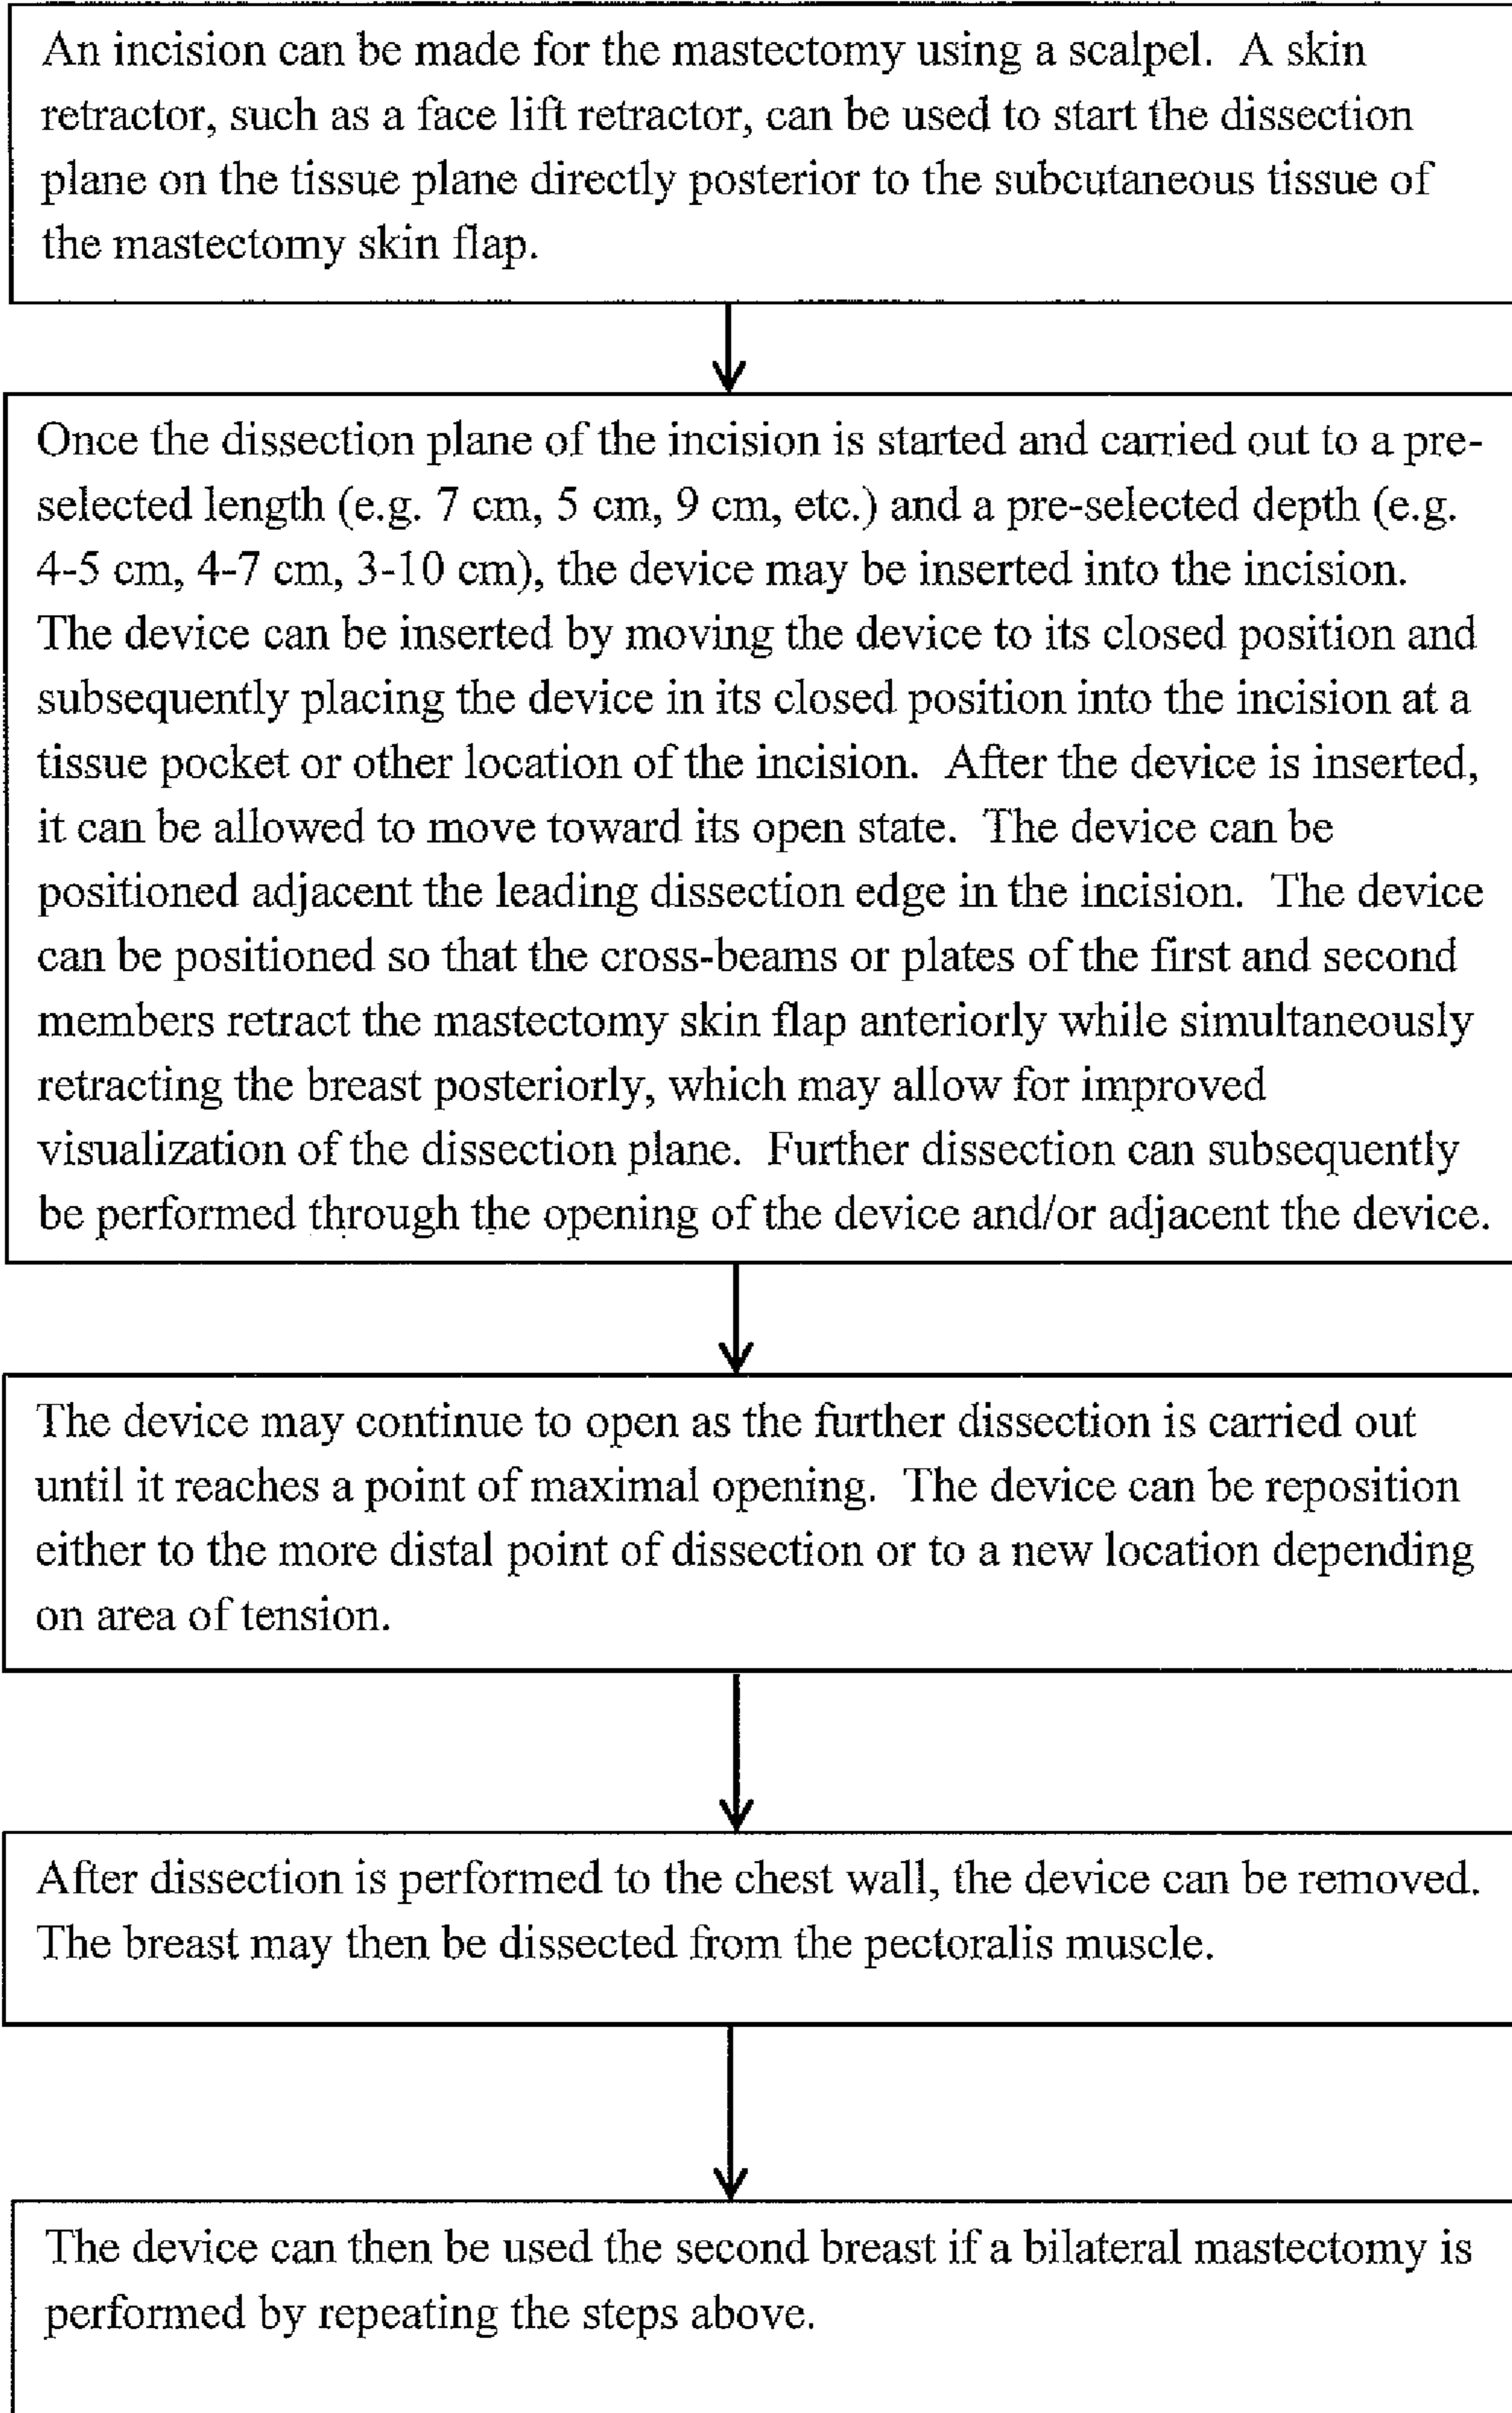 An incision can be made for the mastectomy using a scalpel. A skin
retractor, such as a face lift retractor, can be used to start the dissection
plane on the tissue plane directly posterior to the subcutaneous tissue of
the mastectomy skin flap.
Once the dissection plane of the incision is started and carried out to a pre-
selected length (e.g. 7 cm, 5 cm, 9 cm, etc.) and a pre-selected depth (e.g.
4-5 cm, 4-7 cm, 3-10 cm), the device may be inserted into the incision.
The device can be inserted by moving the device to its closed position and
subsequently placing the device in its closed position into the incision at a
tissue pocket or other location of the incision. After the device is inserted,
it can be allowed to move toward its open state. The device can be
positioned adjacent the leading dissection edge in the incision. The device
can be positioned so that the cross-beams or plates of the first and second
members retract the mastectomy skin flap anteriorly while simultaneously
retracting the breast posteriorly, which may allow for improved
visualization of the dissection plane. Further dissection can subsequently
be performed through the opening of the device and/or adjacent the device.
The device may continue to open as the further dissection is carried out
until it reaches a point of maximal opening. The device can be reposition
either to the more distal point of dissection or to a new location depending
on area of tension.
After dissection is performed to the chest wall, the device can be removed.
The breast may then be dissected from the pectoralis muscle.
The device can then be used the second breast if a bilateral mastectomy is
performed by repeating the steps above.